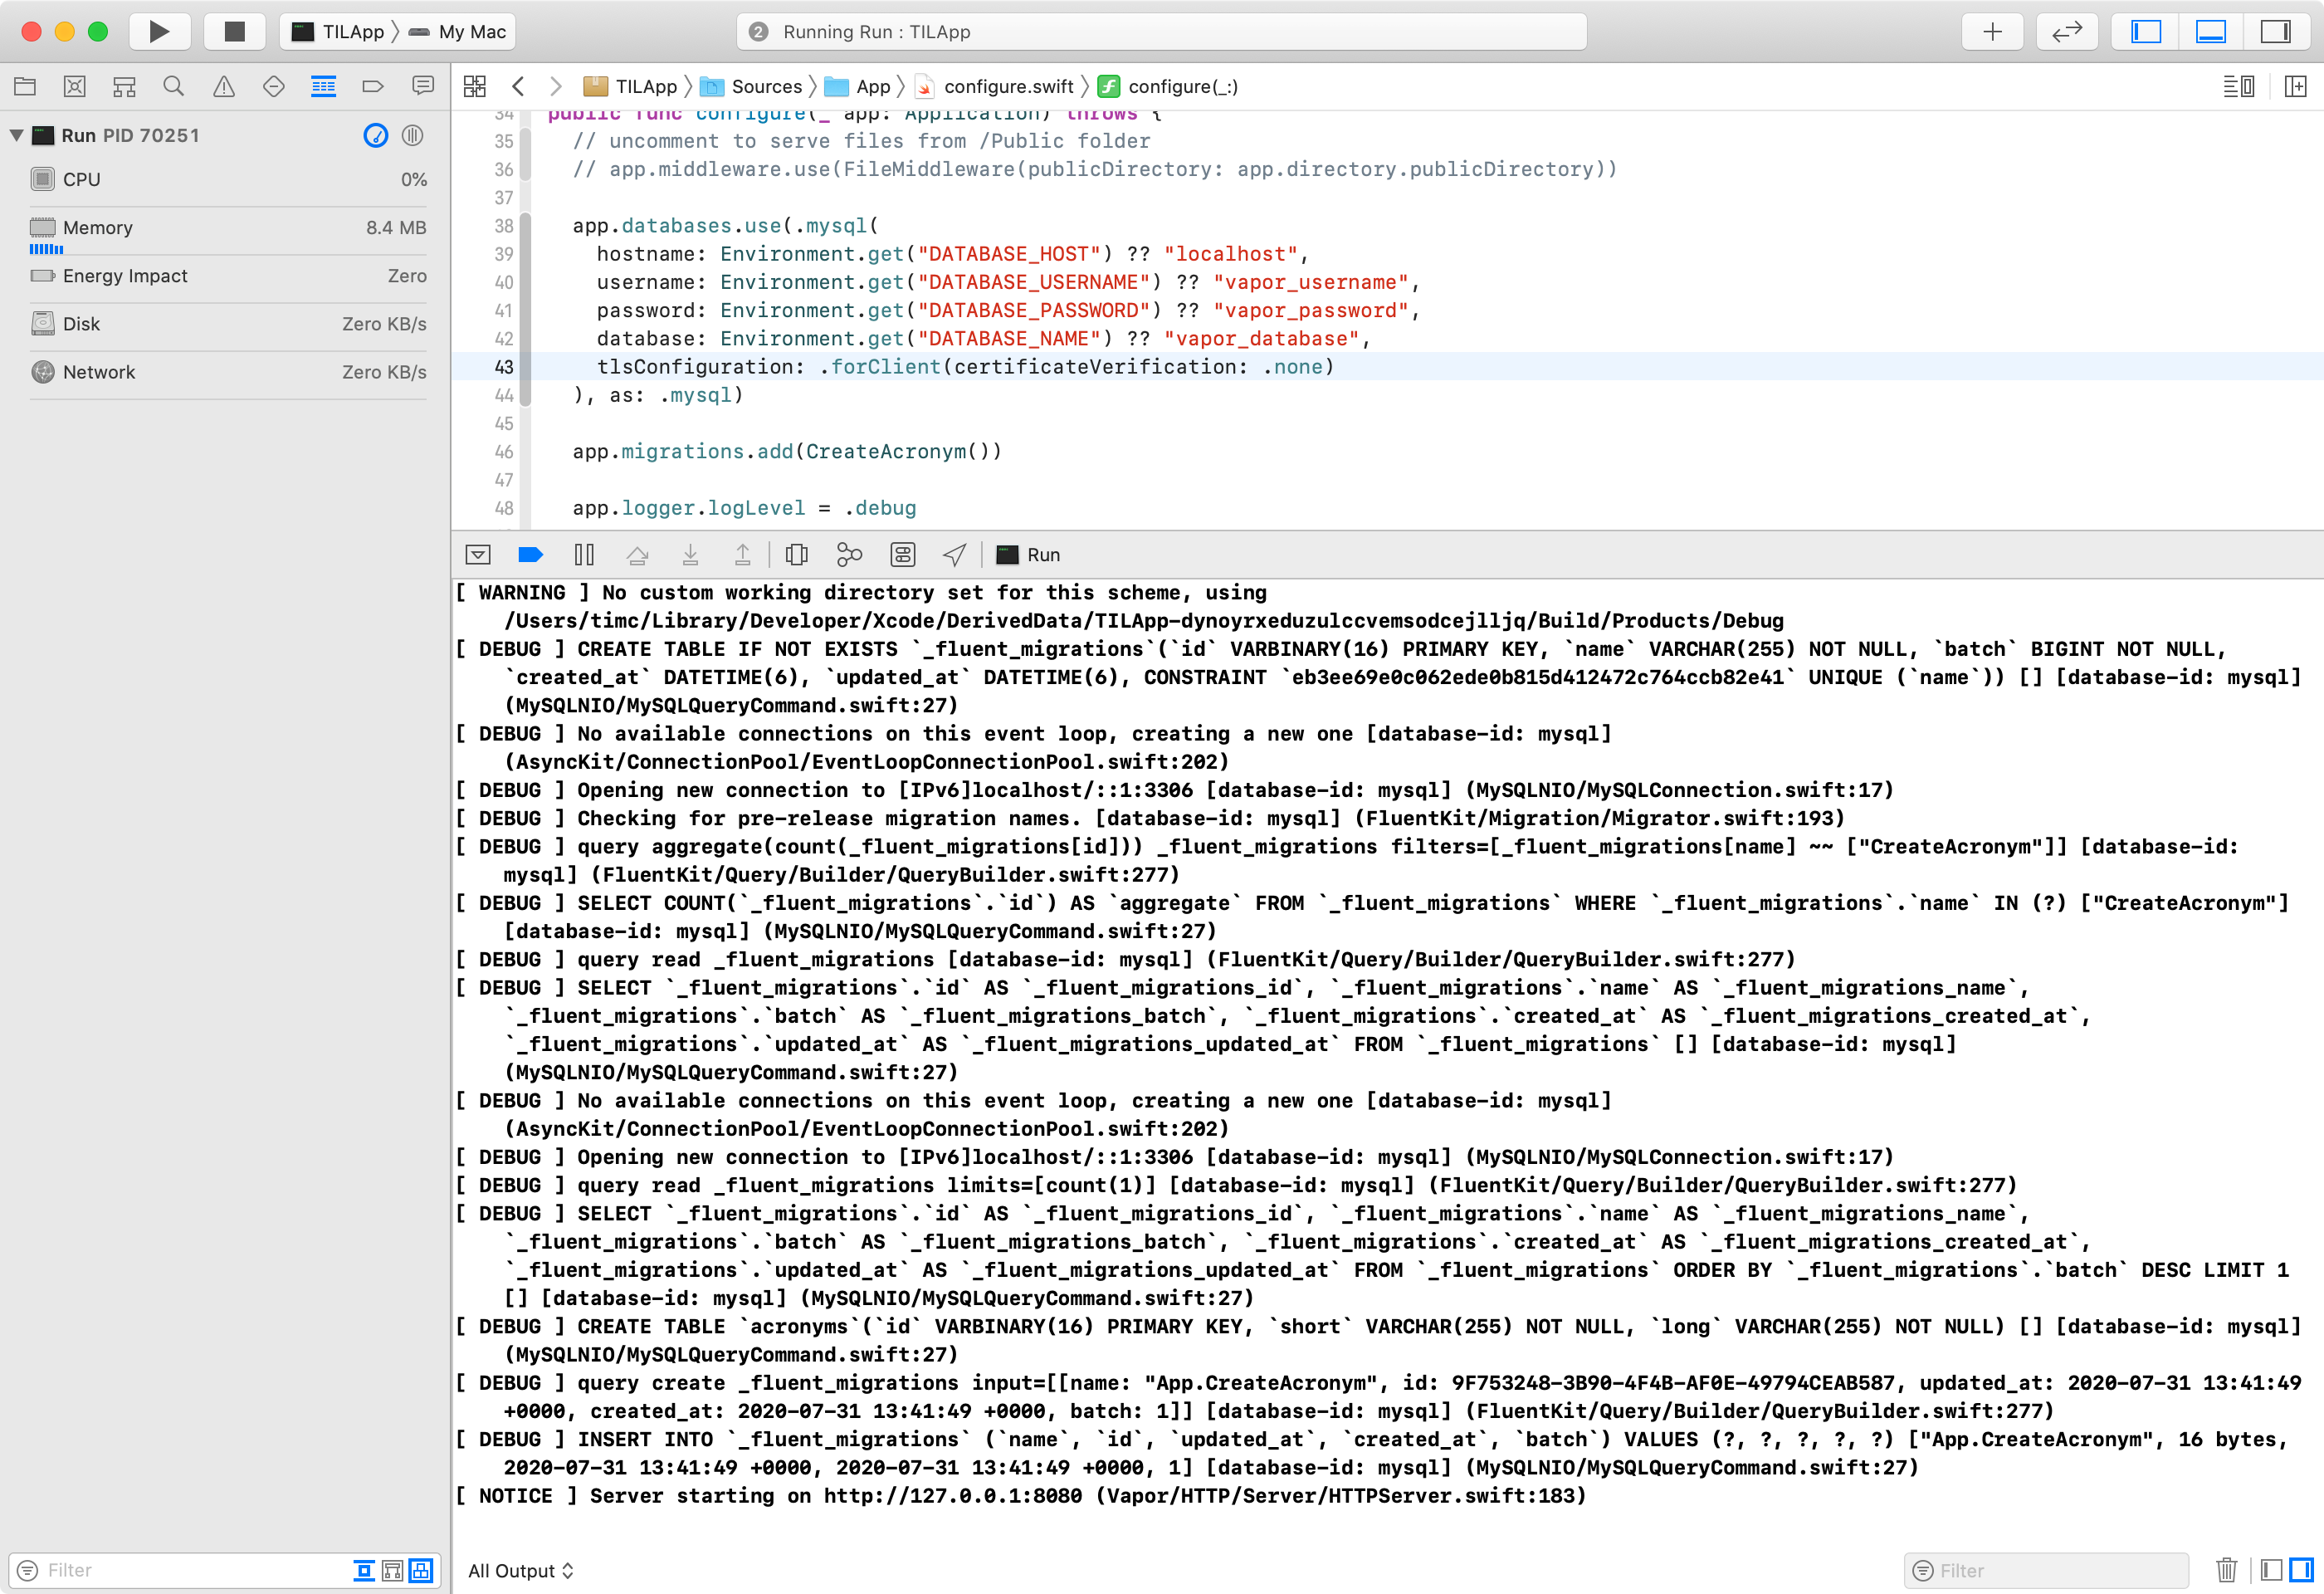 TILApp 〉 My Mac
2 Running Run : TILApp
TILApp 〉 Sources 〉 App 〉 configure.swift 〉 configure(_:)
Run PID 70251
CPU 0%
Memory 8.4 MB
Energy Impact Zero
Disk Zero KB/s
Network Zero KB/s
Filter
34 public func configure(_ app: Application) throws {
35 // uncomment to serve files from /Public folder
36 // app.middleware.use(FileMiddleware(publicDirectory: app.directory.publicDirectory))
37
38 app.databases.use(.mysql(
39 hostname: Environment.get("DATABASE_HOST") ?? "localhost",
40 username: Environment.get("DATABASE_USERNAME") ?? "vapor_username",
41 password: Environment.get("DATABASE_PASSWORD") ?? "vapor_password",
42 database: Environment.get("DATABASE_NAME") ?? "vapor_database",
43 tlsConfiguration: .forClient(certificateVerification: .none)
44 ), as: .mysql)
45
46 app.migrations.add(CreateAcronym())
47
48 app.logger.logLevel = .debug
Run
[ WARNING ] No custom working directory set for this scheme, using
/Users/timc/Library/Developer/Xcode/DerivedData/TILApp-dynoyrxeduzulccvemsodcejlljq/Build/Products/Debug
[ DEBUG ] CREATE TABLE IF NOT EXISTS `_fluent_migrations`(`id` VARBINARY(16) PRIMARY KEY, `name` VARCHAR(255) NOT NULL, `batch` BIGINT NOT NULL,
`created_at` DATETIME(6), `updated_at` DATETIME(6), CONSTRAINT `eb3ee69e0c062ede0b815d412472c764ccb82e41` UNIQUE (`name`)) [] [database-id: mysql]
(MySQLNIO/MySQLQueryCommand.swift:27)
[ DEBUG ] No available connections on this event loop, creating a new one [database-id: mysql]
(AsyncKit/ConnectionPool/EventLoopConnectionPool.swift:202)
[ DEBUG ] Opening new connection to [IPv6]localhost/::1:3306 [database-id: mysql] (MySQLNIO/MySQLConnection.swift:17)
[ DEBUG ] Checking for pre-release migration names. [database-id: mysql] (FluentKit/Migration/Migrator.swift:193)
[ DEBUG ] query aggregate(count(_fluent_migrations[id])) _fluent_migrations filters=[_fluent_migrations[name] ~~ ["CreateAcronym"]] [database-id:
mysql] (FluentKit/Query/Builder/QueryBuilder.swift:277)
[ DEBUG ] SELECT COUNT(`_fluent_migrations`.`id`) AS `aggregate` FROM `_fluent_migrations` WHERE `_fluent_migrations`.`name` IN (?) ["CreateAcronym"]
[database-id: mysql] (MySQLNIO/MySQLQueryCommand.swift:27)
[ DEBUG ] query read _fluent_migrations [database-id: mysql] (FluentKit/Query/Builder/QueryBuilder.swift:277)
[ DEBUG ] SELECT `_fluent_migrations`.`id` AS `_fluent_migrations_id`, `_fluent_migrations`.`name` AS `_fluent_migrations_name`,
`_fluent_migrations`.`batch` AS `_fluent_migrations_batch`, `_fluent_migrations`.`created_at` AS `_fluent_migrations_created_at`,
`_fluent_migrations`.`updated_at` AS `_fluent_migrations_updated_at` FROM `_fluent_migrations` [] [database-id: mysql]
(MySQLNIO/MySQLQueryCommand.swift:27)
[ DEBUG ] No available connections on this event loop, creating a new one [database-id: mysql]
(AsyncKit/ConnectionPool/EventLoopConnectionPool.swift:202)
[ DEBUG ] Opening new connection to [IPv6]localhost/::1:3306 [database-id: mysql] (MySQLNIO/MySQLConnection.swift:17)
[ DEBUG ] query read _fluent_migrations limits=[count(1)] [database-id: mysql] (FluentKit/Query/Builder/QueryBuilder.swift:277)
[ DEBUG ] SELECT `_fluent_migrations`.`id` AS `_fluent_migrations_id`, `_fluent_migrations`.`name` AS `_fluent_migrations_name`,
`_fluent_migrations`.`batch` AS `_fluent_migrations_batch`, `_fluent_migrations`.`created_at` AS `_fluent_migrations_created_at`,
`_fluent_migrations`.`updated_at` AS `_fluent_migrations_updated_at` FROM `_fluent_migrations` ORDER BY `_fluent_migrations`.`batch` DESC LIMIT 1
[] [database-id: mysql] (MySQLNIO/MySQLQueryCommand.swift:27)
[ DEBUG ] CREATE TABLE `acronyms`(`id` VARBINARY(16) PRIMARY KEY, `short` VARCHAR(255) NOT NULL, `long` VARCHAR(255) NOT NULL) [] [database-id: mysql]
(MySQLNIO/MySQLQueryCommand.swift:27)
[ DEBUG ] query create _fluent_migrations input=[[name: "App.CreateAcronym", id: 9F753248-3B90-4F4B-AF0E-49794CEAB587, updated_at: 2020-07-31 13:41:49
+0000, created_at: 2020-07-31 13:41:49 +0000, batch: 1]] [database-id: mysql] (FluentKit/Query/Builder/QueryBuilder.swift:277)
[ DEBUG ] INSERT INTO `_fluent_migrations` (`name`, `id`, `updated_at`, `created_at`, `batch`) VALUES (?, ?, ?, ?, ?) ["App.CreateAcronym", 16 bytes,
2020-07-31 13:41:49 +0000, 2020-07-31 13:41:49 +0000, 1] [database-id: mysql] (MySQLNIO/MySQLQueryCommand.swift:27)
[ NOTICE ] Server starting on http://127.0.0.1:8080 (Vapor/HTTP/Server/HTTPServer.swift:183)
All Output
Filter